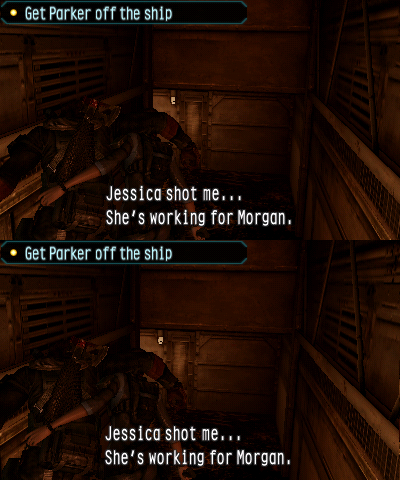 Get Parker off the ship
Jessica shot me...
She's working for Morgan.
Get Parker off the ship
Jessica shot me...
She's working for Morgan.